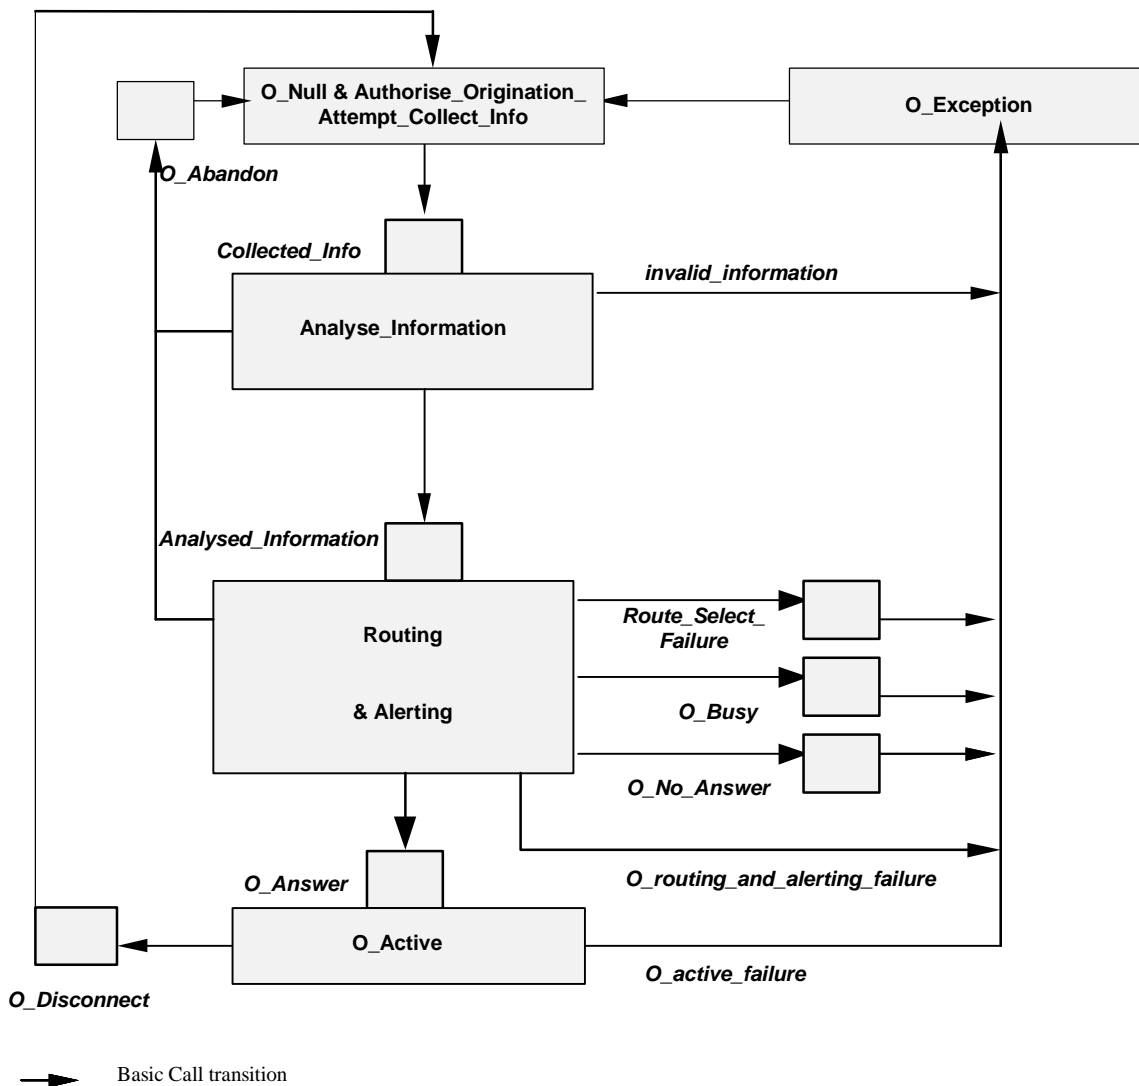 O_Null & Authorise_Origination_
Attempt_Collect_Info
O_Exception
O_Abandon
Collected_Info
invalid_information
Analyse_Information
Analysed_Information
Routing
& Alerting
Route_Select_
Failure
O_Busy
O_No_Answer
O_routing_and_alerting_failure
O_Answer
O_Active
O_active_failure
O_Disconnect
Basic Call transition